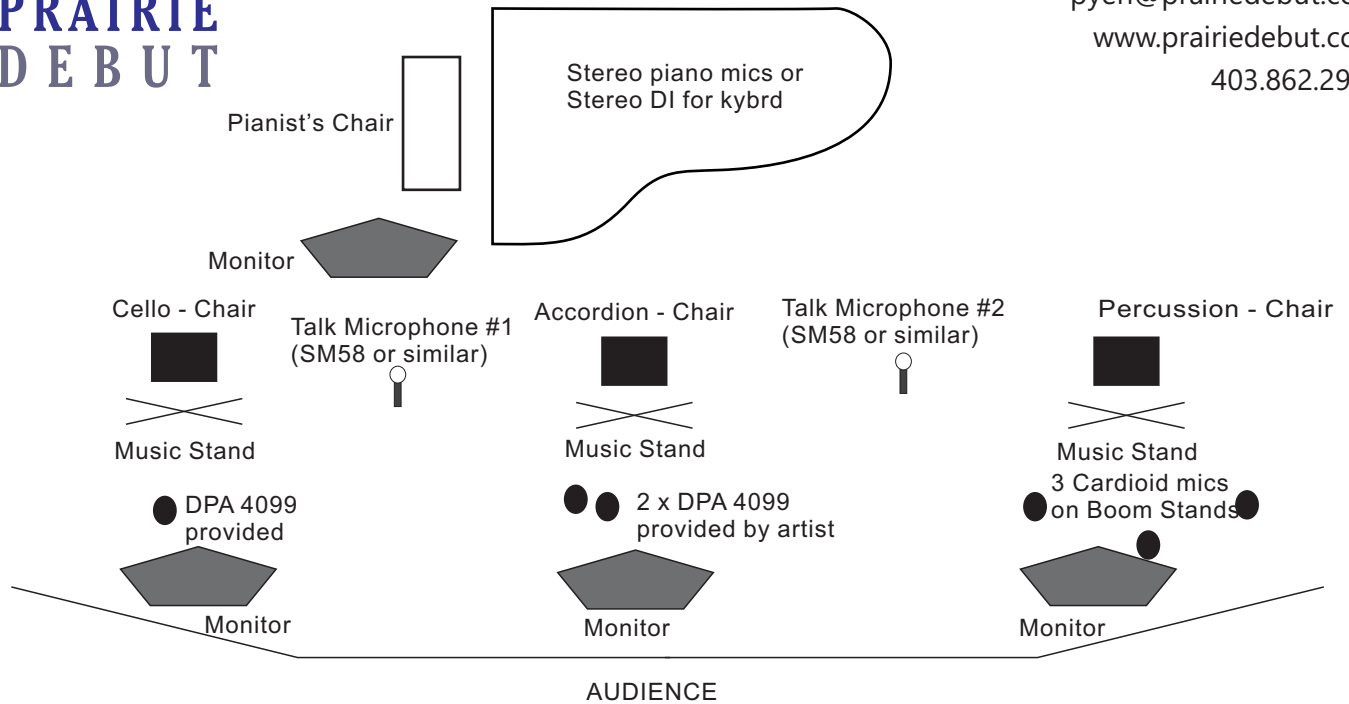 PRAIRIE
DEBUT
www.prairiedebut.co
403.862.29
Stereo piano mics or
Stereo DI for kybrd
Pianist's Chair
Monitor
Cello - Chair
Talk Microphone #1
(SM58 or similar)
Accordion - Chair
Talk Microphone #2
(SM58 or similar)
Percussion - Chair
Music Stand
Music Stand
Music Stand
DPA 4099
provided
2 x DPA 4099
provided by artist
3 Cardioid mics
on Boom Stands
Monitor
Monitor
Monitor
AUDIENCE